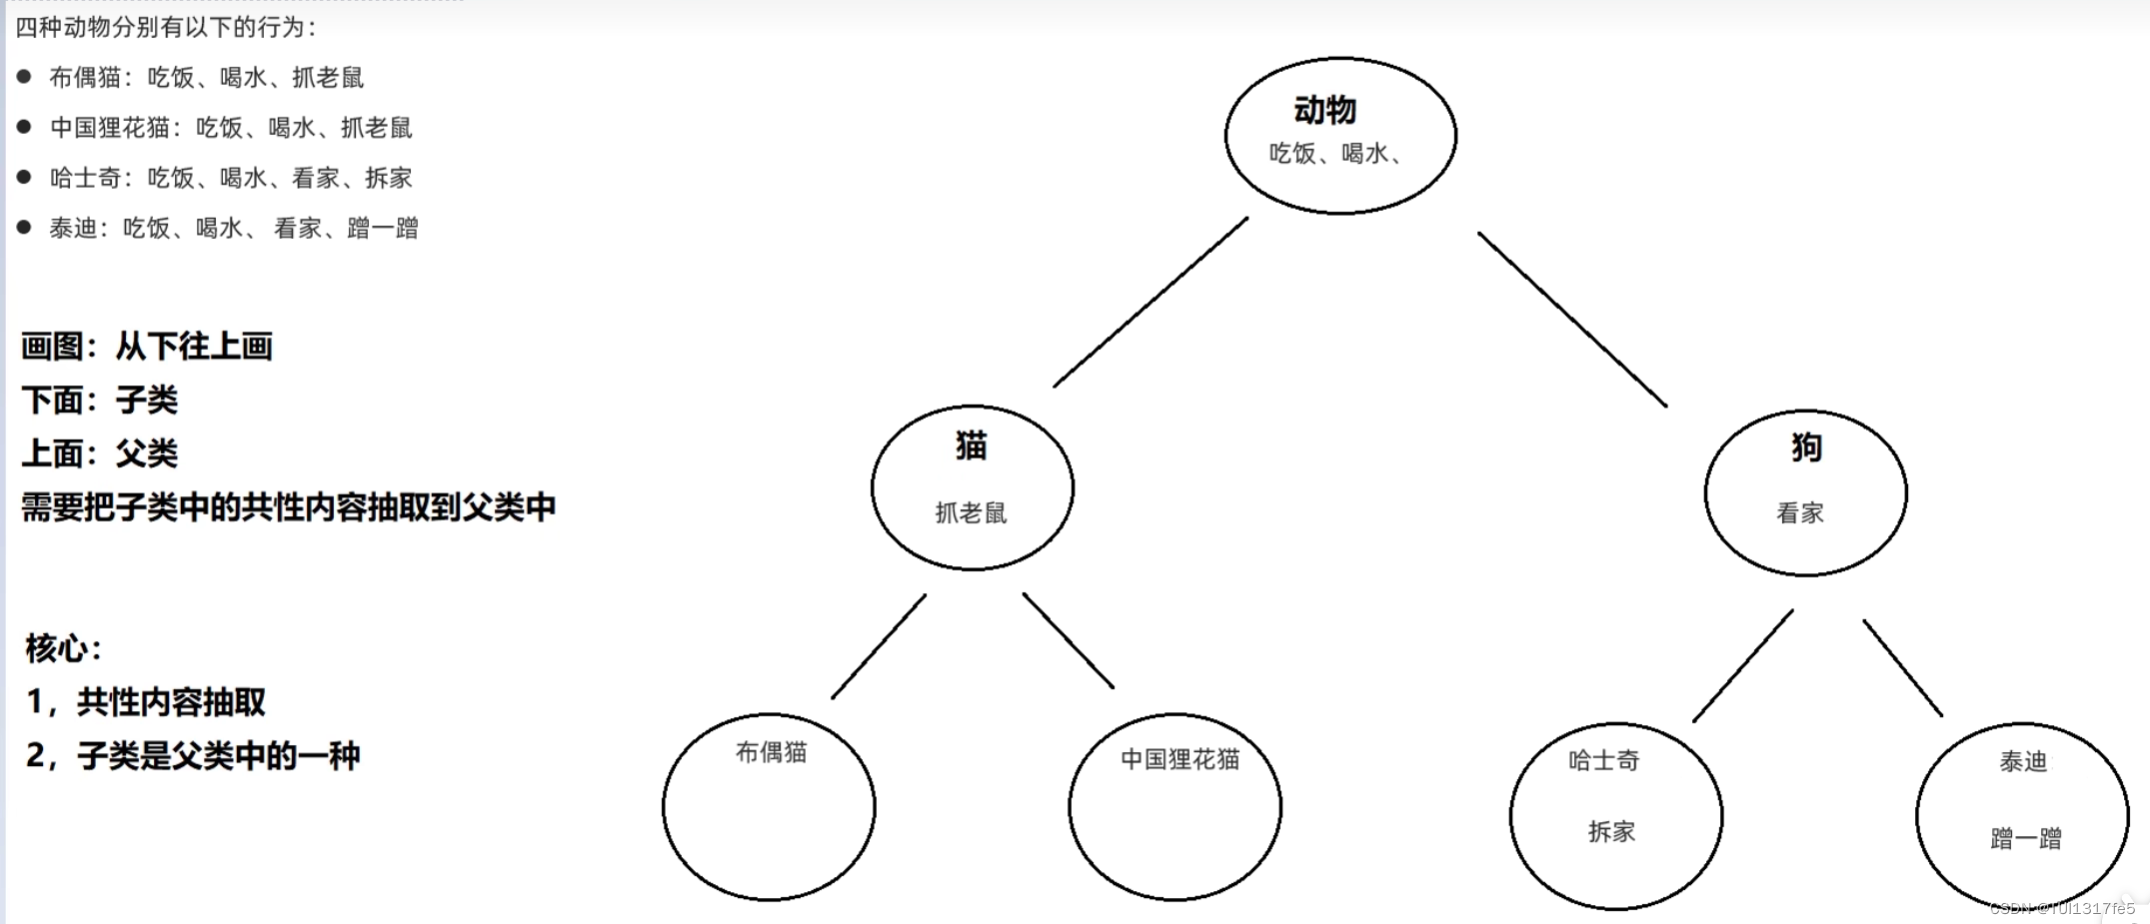 四种动物分别有以下的行为：
● 布偶猫：吃饭、喝水、抓老鼠
● 中国狸花猫：吃饭、喝水、抓老鼠
● 哈士奇：吃饭、喝水、看家、拆家
● 泰迪：吃饭、喝水、 看家、蹭一蹭
画图：从下往上画
下面：子类
上面：父类
需要把子类中的共性内容抽取到父类中
核心：
1，共性内容抽取
2，子类是父类中的一种
动物
吃饭、喝水、
猫
抓老鼠
狗
看家
布偶猫
中国狸花猫
哈士奇
拆家
泰迪
蹭一蹭